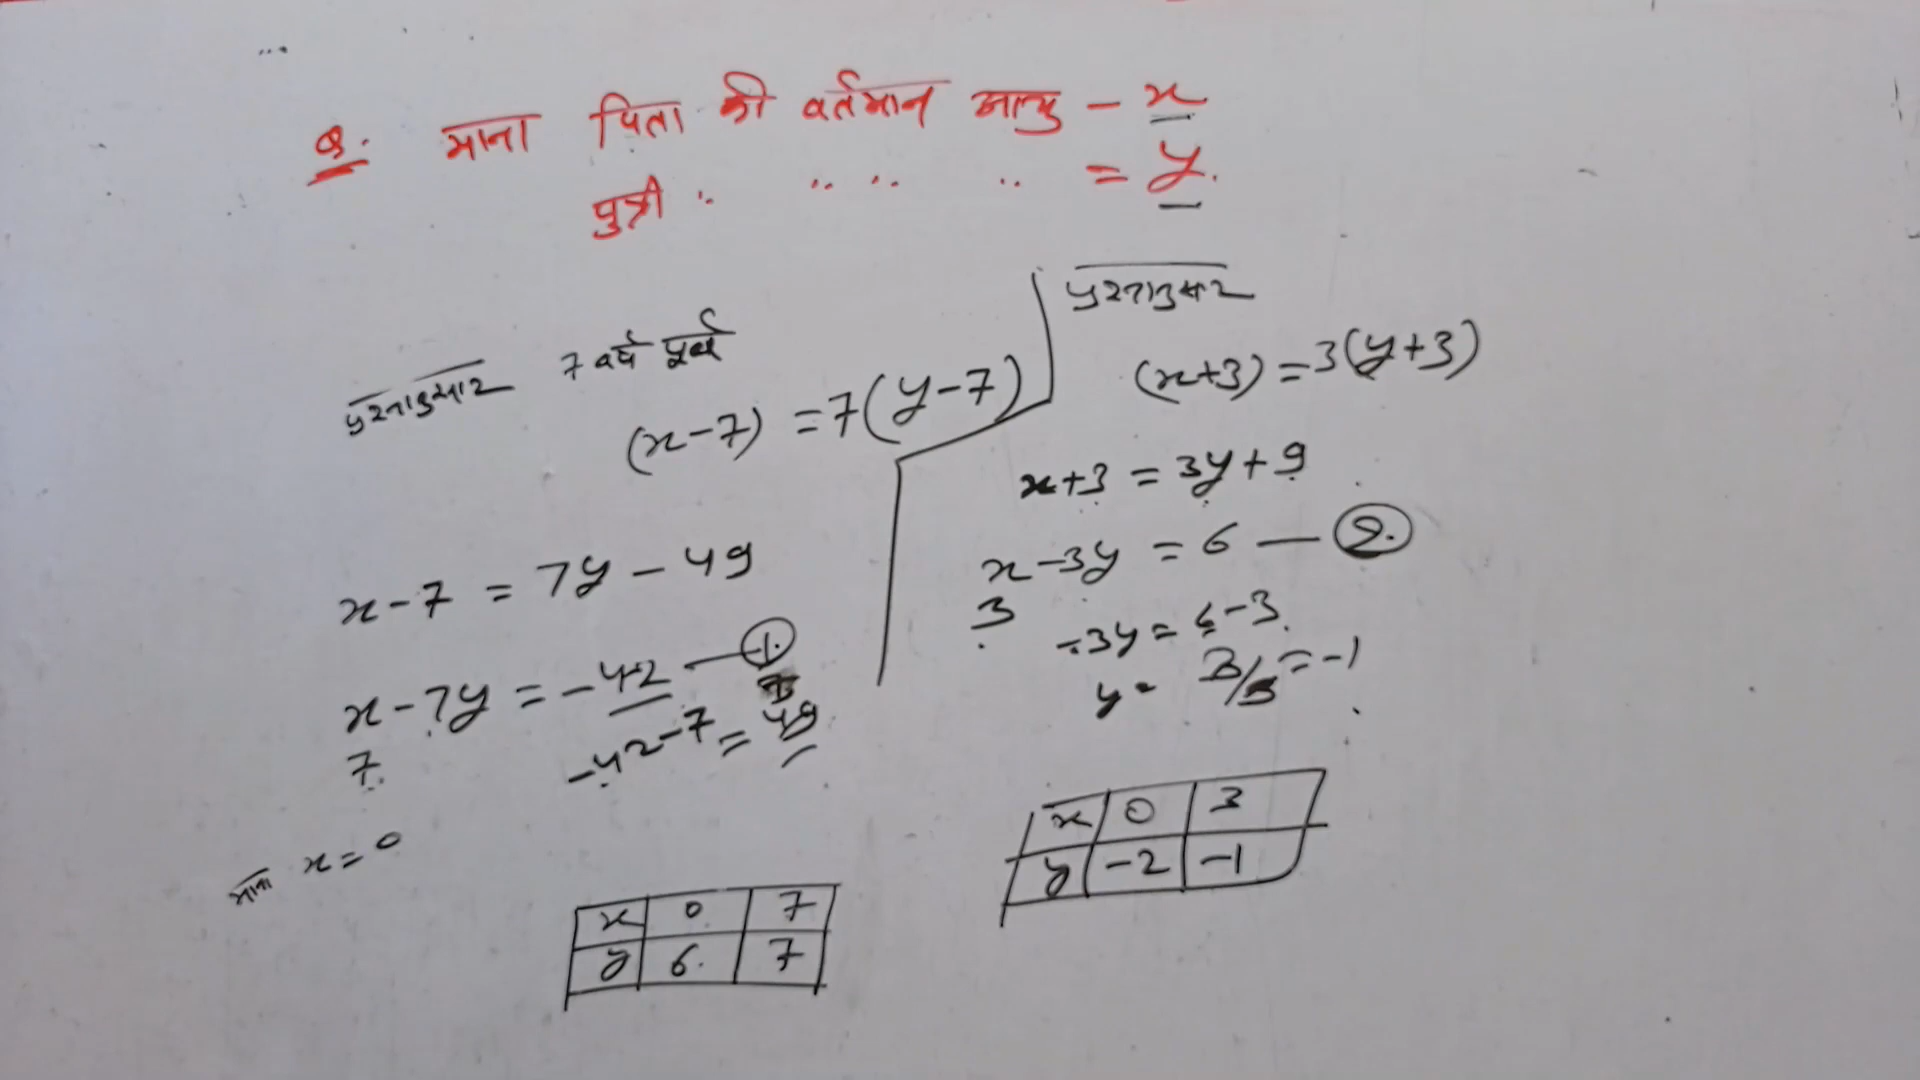 Q. माना पिता की वर्तमान आयु - x
पुत्री " " " " = y.
प्रश्नानुसार 7 वर्ष पूर्व
(x-7) = 7(y-7)
x-7 = 7y - 49
x-7y = -42 — 1.
7.
-42-7 = 49
माना x = 0
x 0 7
y 6. 7
प्रश्नानुसार
(x+3) = 3(y+3)
x+3 = 3y+9
x-3y = 6 — 2.
3
-3y = 6-3.
y = 3/3 = -1
x 0 3
y -2 -1